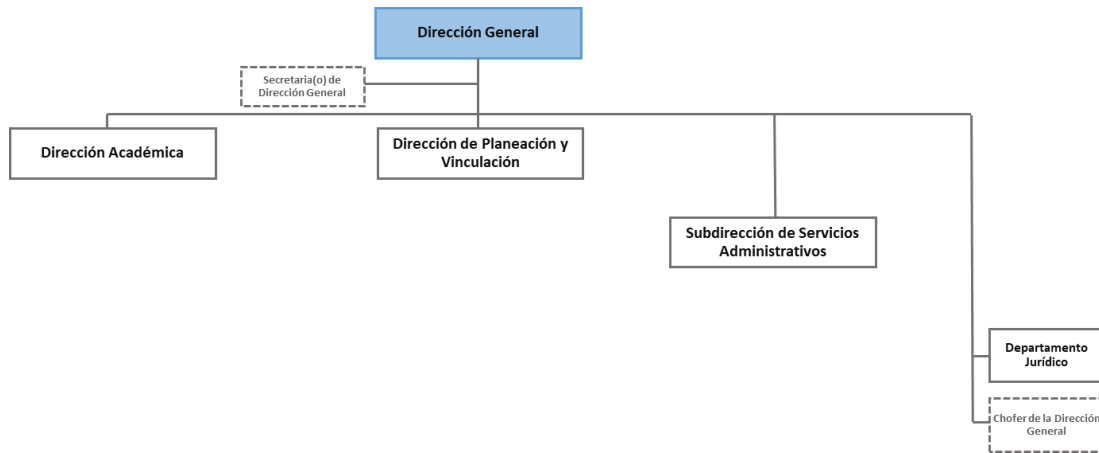 Dirección General
Secretaria(o) de
Dirección General
Dirección Académica
Dirección de Planeación y
Vinculación
Subdirección de Servicios
Administrativos
Departamento
Jurídico
Chofer de la Dirección
General